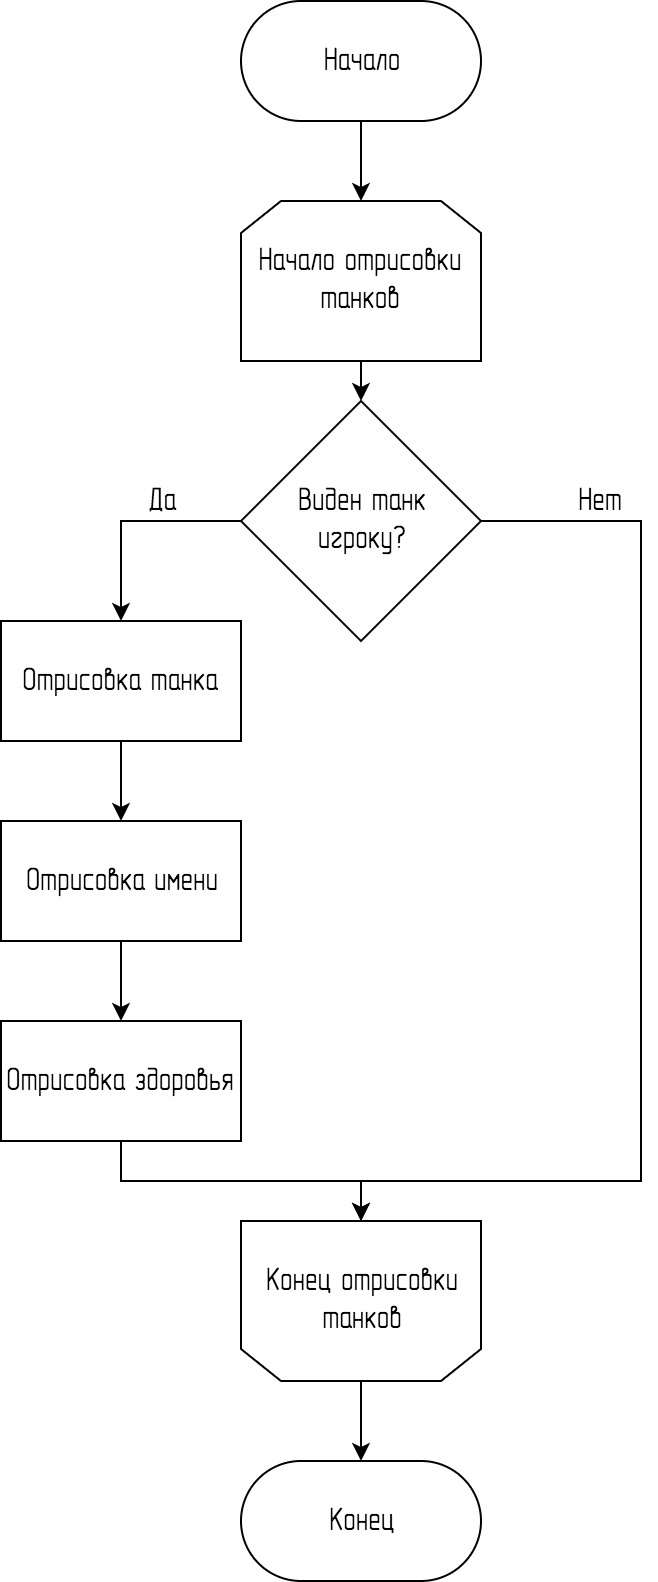 Начало
Начало отрисовки
танков
Виден танк
игроку?
Да
Нет
Отрисовка танка
Отрисовка имени
Отрисовка здоровья
Конец отрисовки
танков
Конец